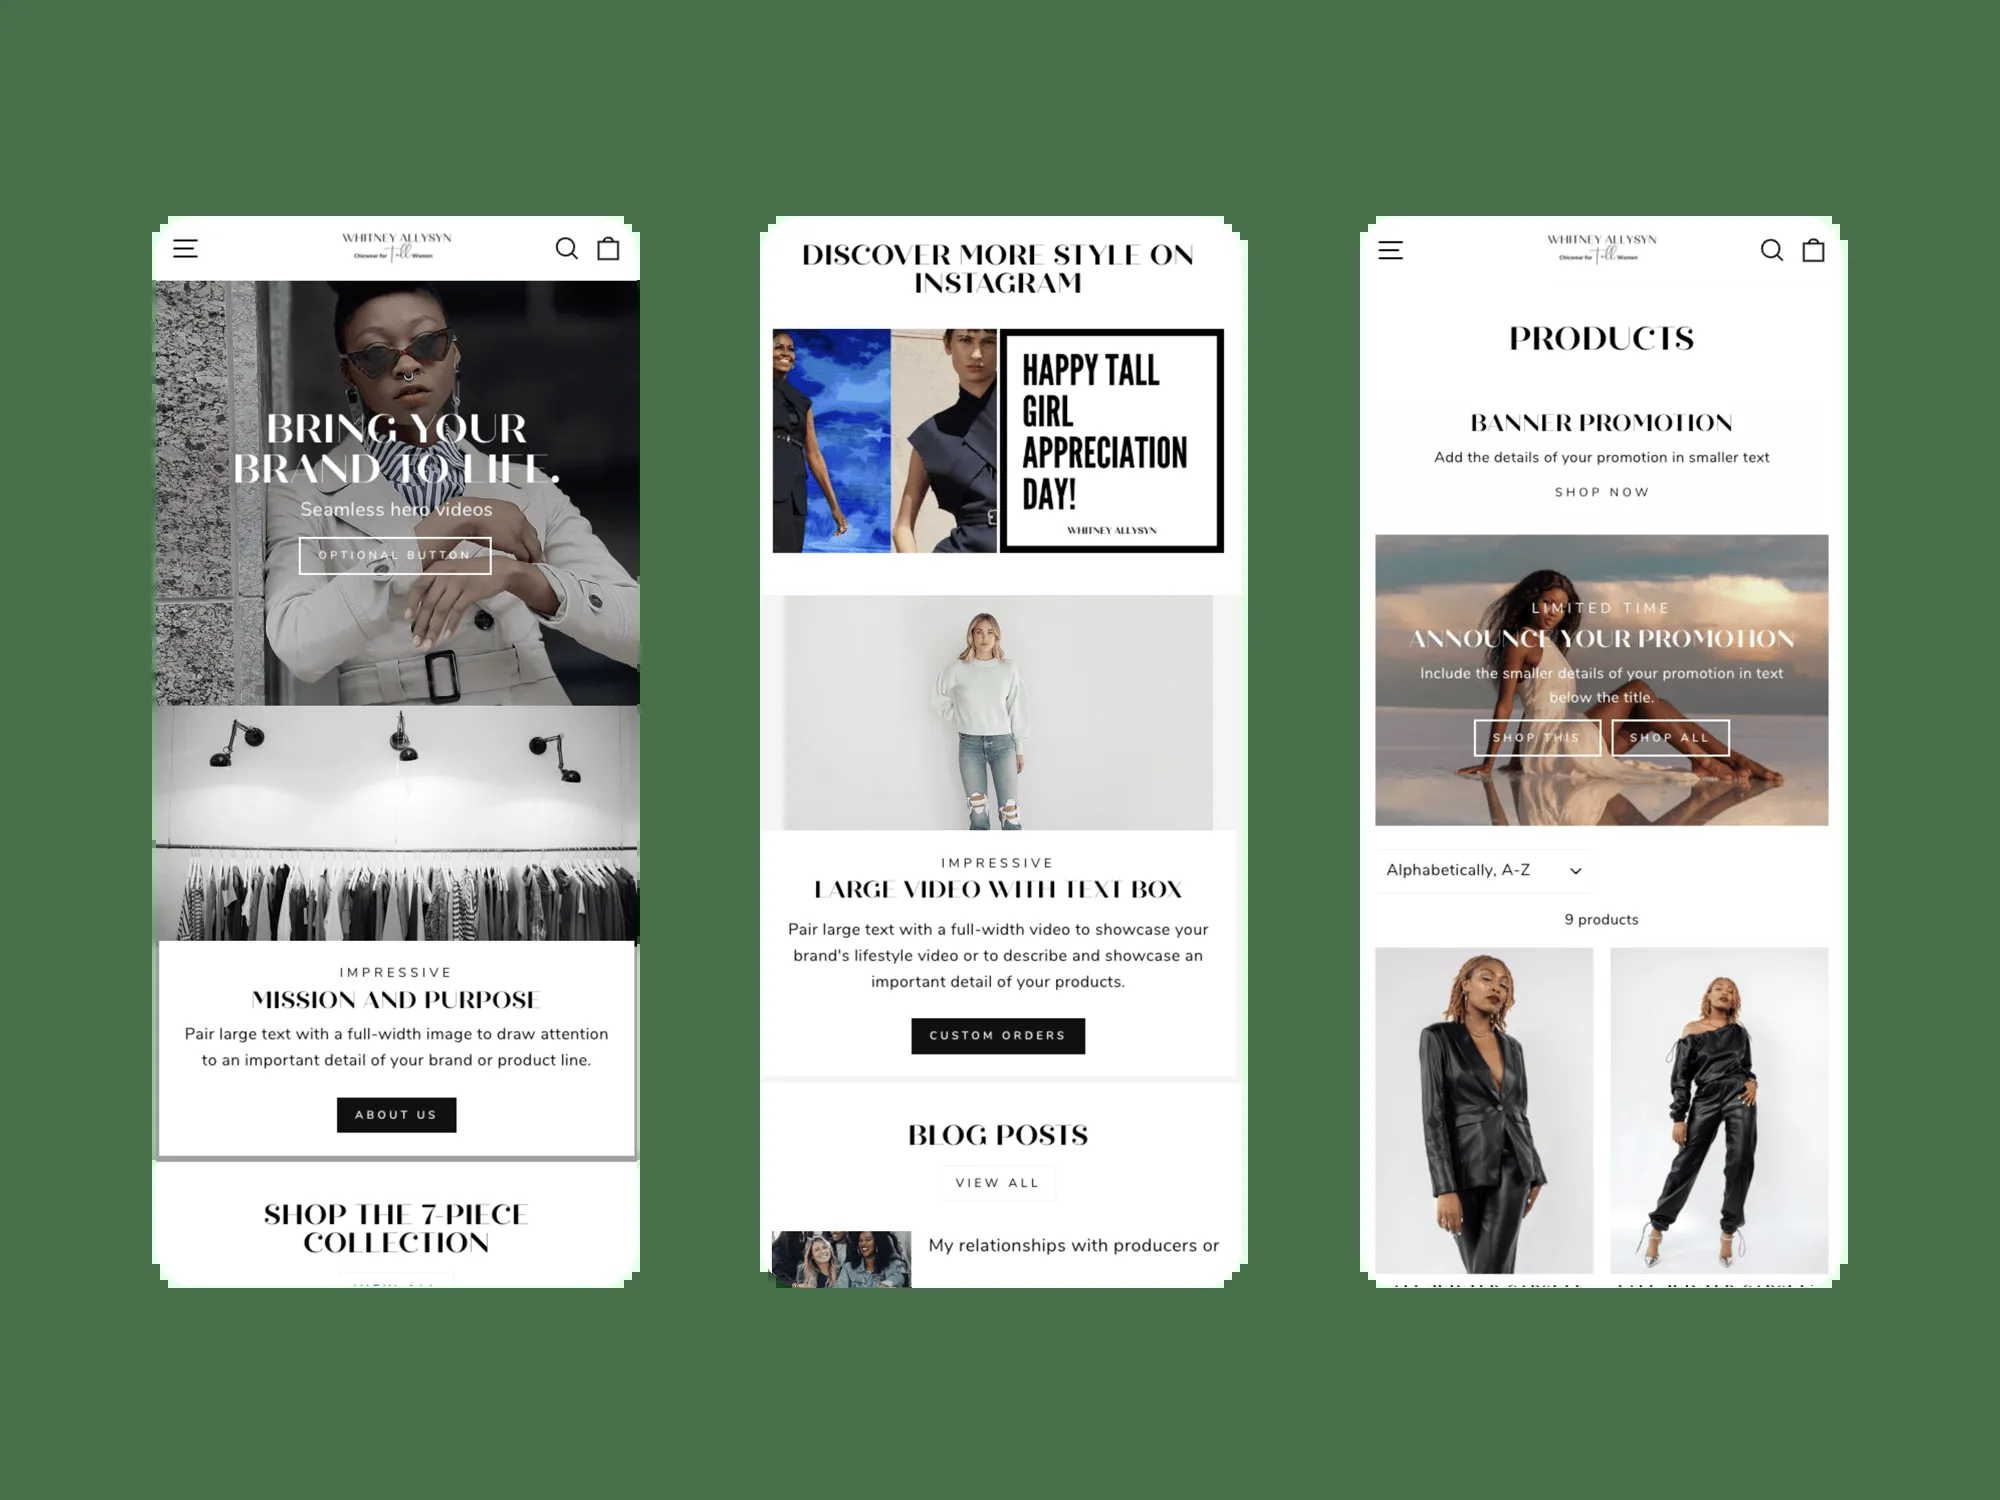 WHITNEY ALLYSYN
Chicwear for Tall Women
BRING YOUR
BRAND TO LIFE.
Seamless hero videos
OPTIONAL BUTTON
IMPRESSIVE
MISSION AND PURPOSE
Pair large text with a full-width image to draw attention
to an important detail of your brand or product line.
ABOUT US
SHOP THE 7-PIECE
COLLECTION
VIEW ALL
DISCOVER MORE STYLE ON
INSTAGRAM
HAPPY TALL
GIRL
APPRECIATION
DAY!
WHITNEY ALLYSYN
IMPRESSIVE
LARGE VIDEO WITH TEXT BOX
Pair large text with a full-width video to showcase your
brand's lifestyle video or to describe and showcase an
important detail of your products.
CUSTOM ORDERS
BLOG POSTS
VIEW ALL
My relationships with producers or
WHITNEY ALLYSYN
Chicwear for Tall Women
PRODUCTS
BANNER PROMOTION
Add the details of your promotion in smaller text
SHOP NOW
LIMITED TIME
ANNOUNCE YOUR PROMOTION
Include the smaller details of your promotion in text
below the title.
SHOP THIS
SHOP ALL
Alphabetically, A-Z
9 products